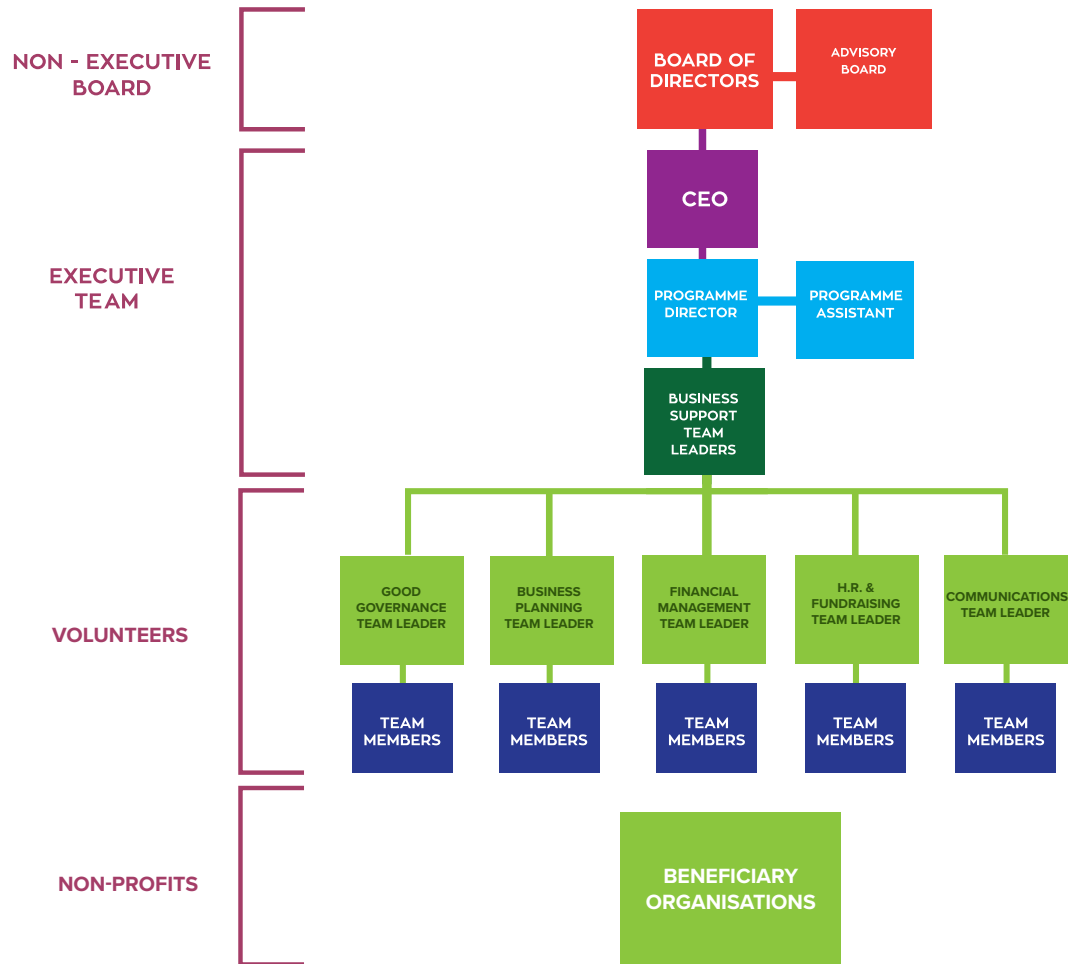 NON - EXECUTIVE
BOARD
BOARD OF
DIRECTORS
ADVISORY
BOARD
EXECUTIVE
TEAM
CEO
PROGRAMME
DIRECTOR
PROGRAMME
ASSISTANT
BUSINESS
SUPPORT
TEAM
LEADERS
VOLUNTEERS
GOOD
GOVERNANCE
TEAM LEADER
BUSINESS
PLANNING
TEAM LEADER
FINANCIAL
MANAGEMENT
TEAM LEADER
H.R. &
FUNDRAISING
TEAM LEADER
COMMUNICATIONS
TEAM LEADER
TEAM
MEMBERS
TEAM
MEMBERS
TEAM
MEMBERS
TEAM
MEMBERS
TEAM
MEMBERS
NON-PROFITS
BENEFICIARY
ORGANISATIONS